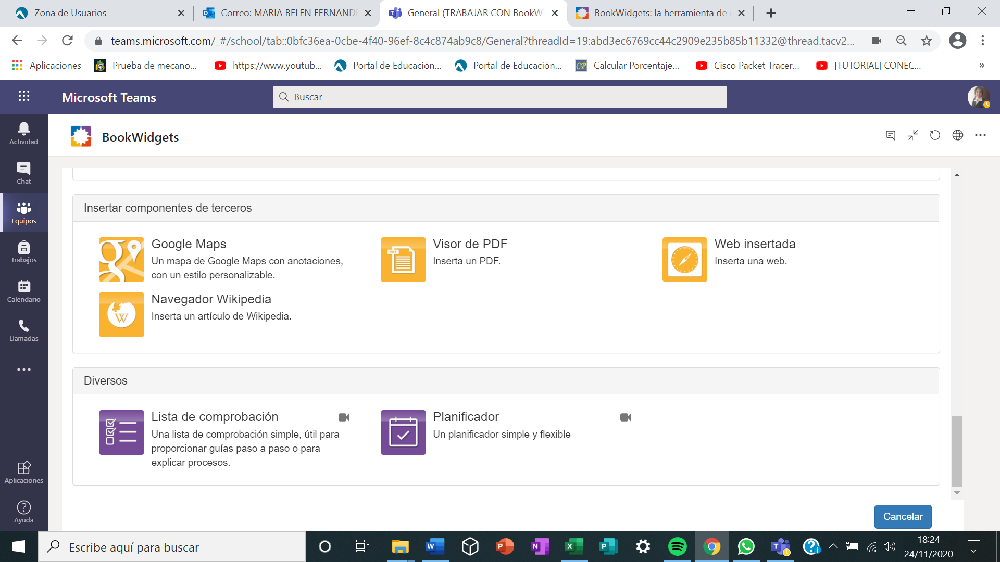 Zona de Usuarios
Correo: MARIA BELEN FERNAND
General (TRABAJAR CON BookWi
BookWidgets: la herramienta de
teams.microsoft.com/_#/school/tab::0bfc36ea-0cbe-4f40-96ef-8c4c874ab9c8/General?threadId=19:abd3ec6769cc44c2909e235b85b11332@thread.tacv2...
Aplicaciones
Prueba de mecano...
https://www.youtub...
Portal de Educación...
Portal de Educación...
Calcular Porcentaje...
Cisco Packet Tracer...
[TUTORIAL] CONEC...
»
Microsoft Teams
Buscar
Actividad
Chat
Equipos
Trabajos
Calendario
Llamadas
Aplicaciones
Ayuda
BookWidgets
Insertar componentes de terceros
Google Maps
Un mapa de Google Maps con anotaciones,
con un estilo personalizable.
Visor de PDF
Inserta un PDF.
PDF
Web insertada
Inserta una web.
Navegador Wikipedia
Inserta un artículo de Wikipedia.
W
Diversos
Lista de comprobación
Una lista de comprobación simple, útil para
proporcionar guías paso a paso o para
explicar procesos.
Planificador
Un planificador simple y flexible
Cancelar
Escribe aquí para buscar
18:24
24/11/2020